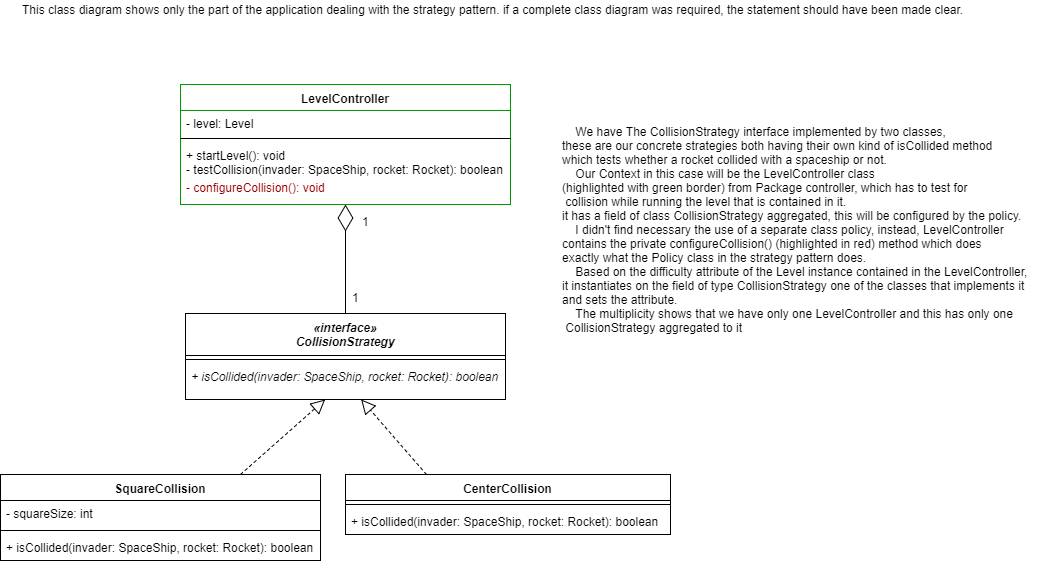 This class diagram shows only the part of the application dealing with the strategy pattern. if a complete class diagram was required, the statement should have been made clear.
LevelController
- level: Level
+ startLevel(): void
- testCollision(invader: SpaceShip, rocket: Rocket): boolean
- configureCollision(): void
1
1
«interface»
CollisionStrategy
+ isCollided(invader: SpaceShip, rocket: Rocket): boolean
SquareCollision
- squareSize: int
+ isCollided(invader: SpaceShip, rocket: Rocket): boolean
CenterCollision
+ isCollided(invader: SpaceShip, rocket: Rocket): boolean
We have The CollisionStrategy interface implemented by two classes,
these are our concrete strategies both having their own kind of isCollided method
which tests whether a rocket collided with a spaceship or not.
Our Context in this case will be the LevelController class
(highlighted with green border) from Package controller, which has to test for
collision while running the level that is contained in it.
it has a field of class CollisionStrategy aggregated, this will be configured by the policy.
I didn't find necessary the use of a separate class policy, instead, LevelController
contains the private configureCollision() (highlighted in red) method which does
exactly what the Policy class in the strategy pattern does.
Based on the difficulty attribute of the Level instance contained in the LevelController,
it instantiates on the field of type CollisionStrategy one of the classes that implements it
and sets the attribute.
The multiplicity shows that we have only one LevelController and this has only one
CollisionStrategy aggregated to it